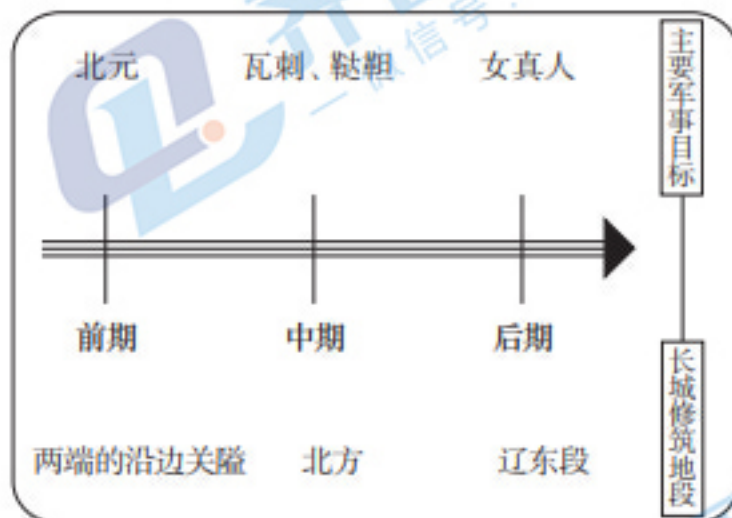 北元 瓦刺、鞑靼 女真人
主要军事目标
前期 中期 后期
两端的沿边关隘 北方 辽东段
长城修筑地段